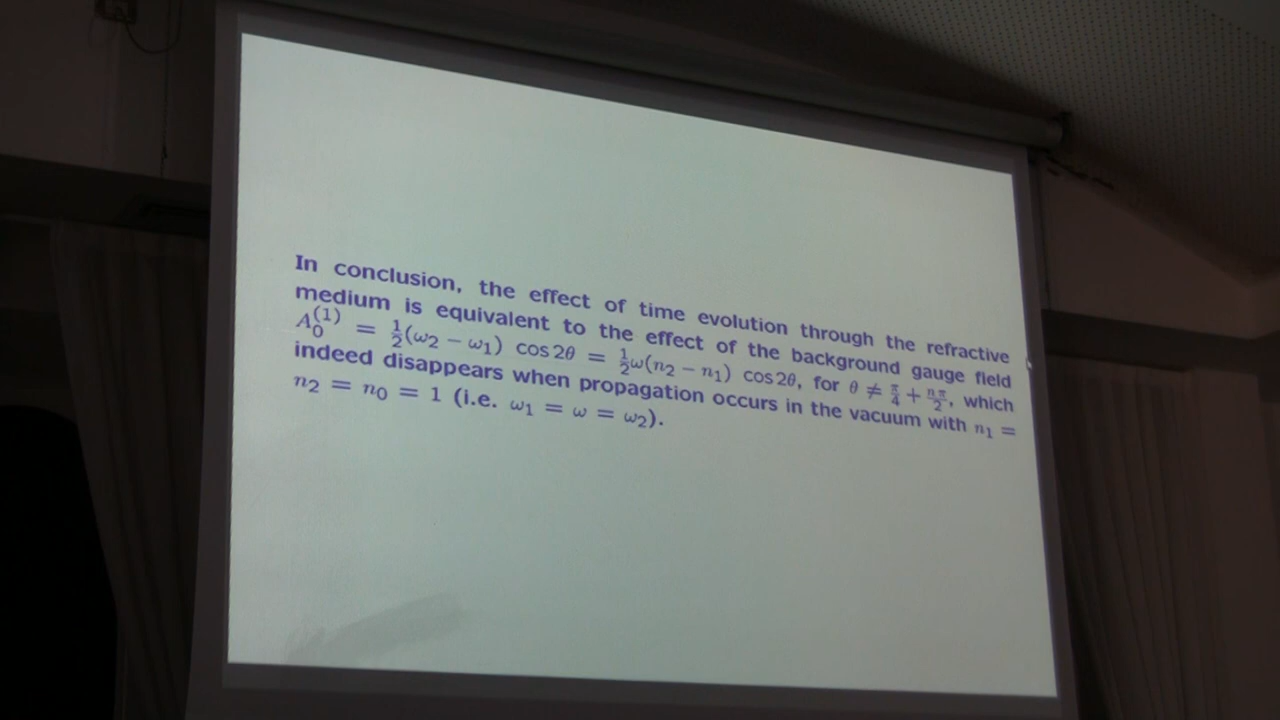 In conclusion, the effect of time evolution through the refractive
medium is equivalent to the effect of the background gauge field
A₀⁽¹⁾ = ½(ω₂ − ω₁) cos 2θ = ½ω(n₂ − n₁) cos 2θ, for θ ≠ π/4 + nπ/2, which
indeed disappears when propagation occurs in the vacuum with n₁ =
n₂ = n₀ = 1 (i.e. ω₁ = ω = ω₂).